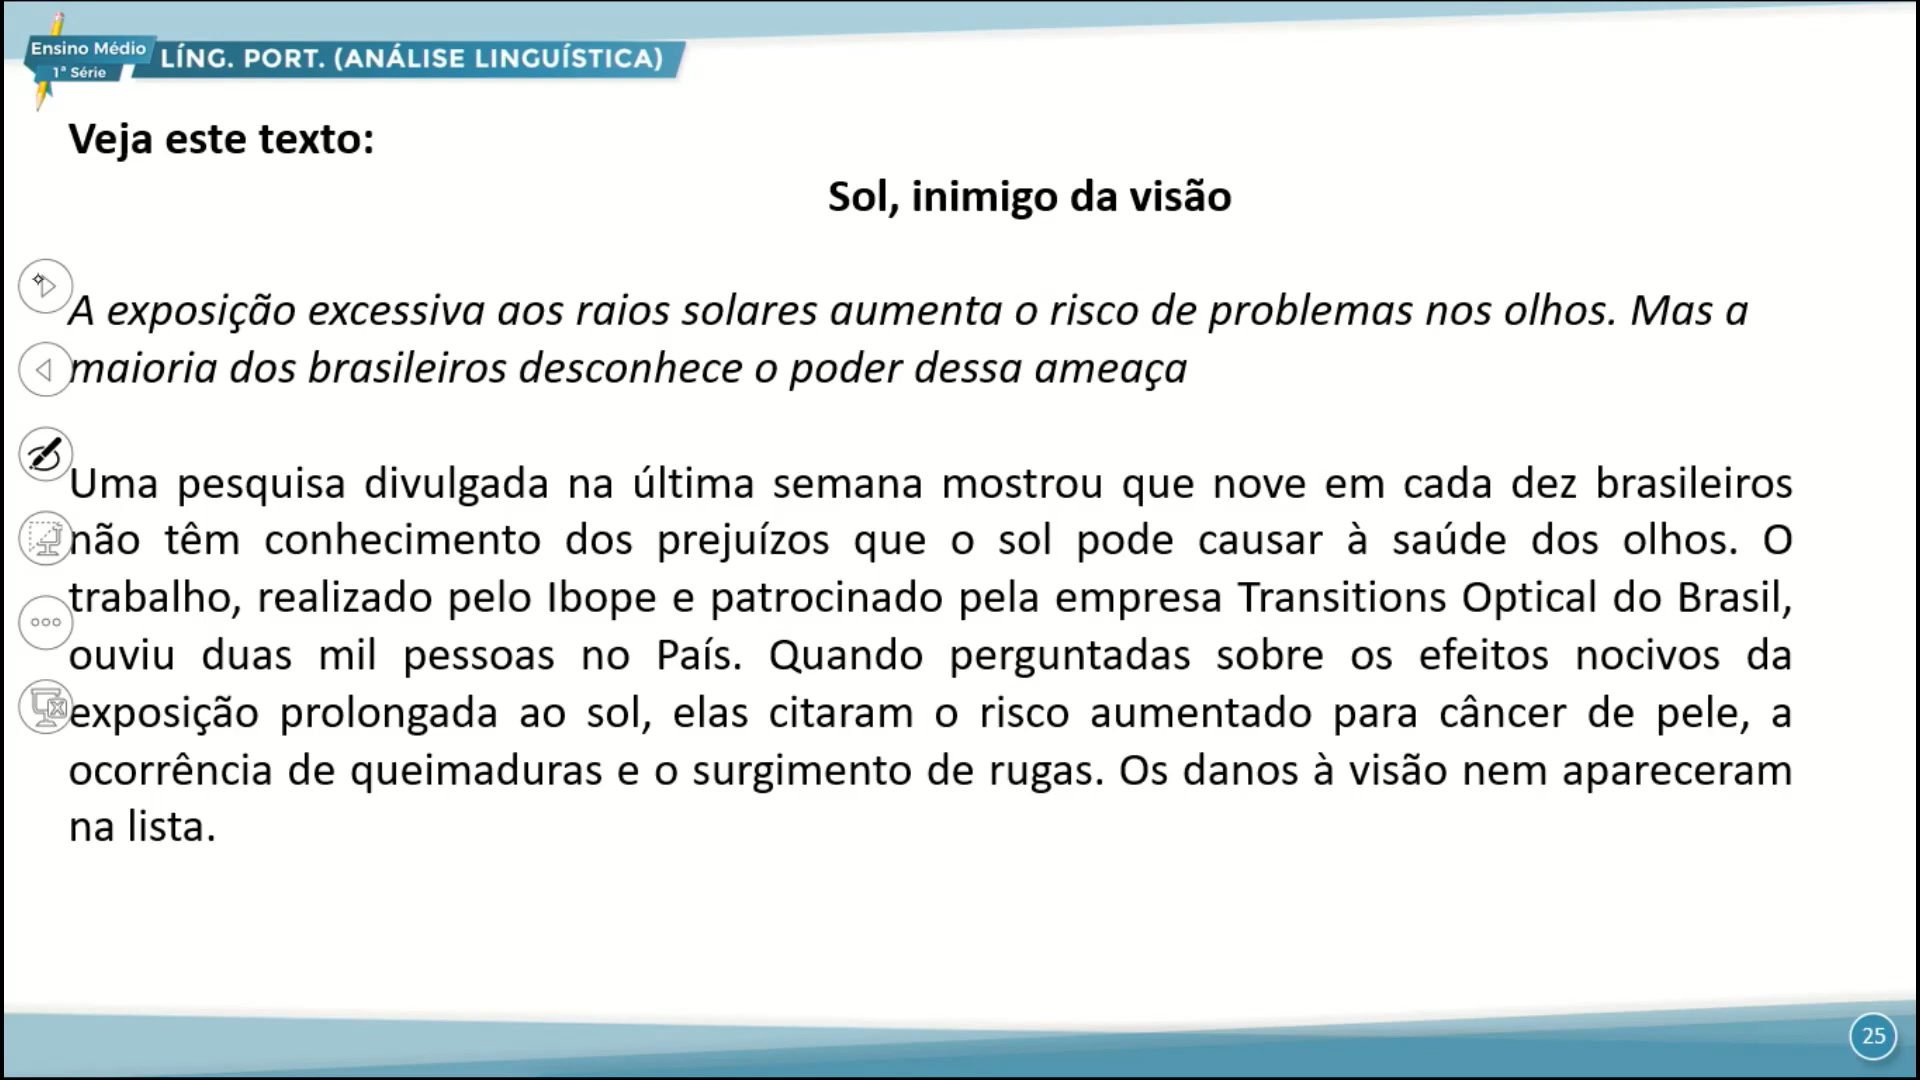 Ensino Médio
1ª Série
LÍNG. PORT. (ANÁLISE LINGUÍSTICA)
Veja este texto:
Sol, inimigo da visão
A exposição excessiva aos raios solares aumenta o risco de problemas nos olhos. Mas a
maioria dos brasileiros desconhece o poder dessa ameaça
Uma pesquisa divulgada na última semana mostrou que nove em cada dez brasileiros
não têm conhecimento dos prejuízos que o sol pode causar à saúde dos olhos. O
trabalho, realizado pelo Ibope e patrocinado pela empresa Transitions Optical do Brasil,
ouviu duas mil pessoas no País. Quando perguntadas sobre os efeitos nocivos da
exposição prolongada ao sol, elas citaram o risco aumentado para câncer de pele, a
ocorrência de queimaduras e o surgimento de rugas. Os danos à visão nem apareceram
na lista.
25